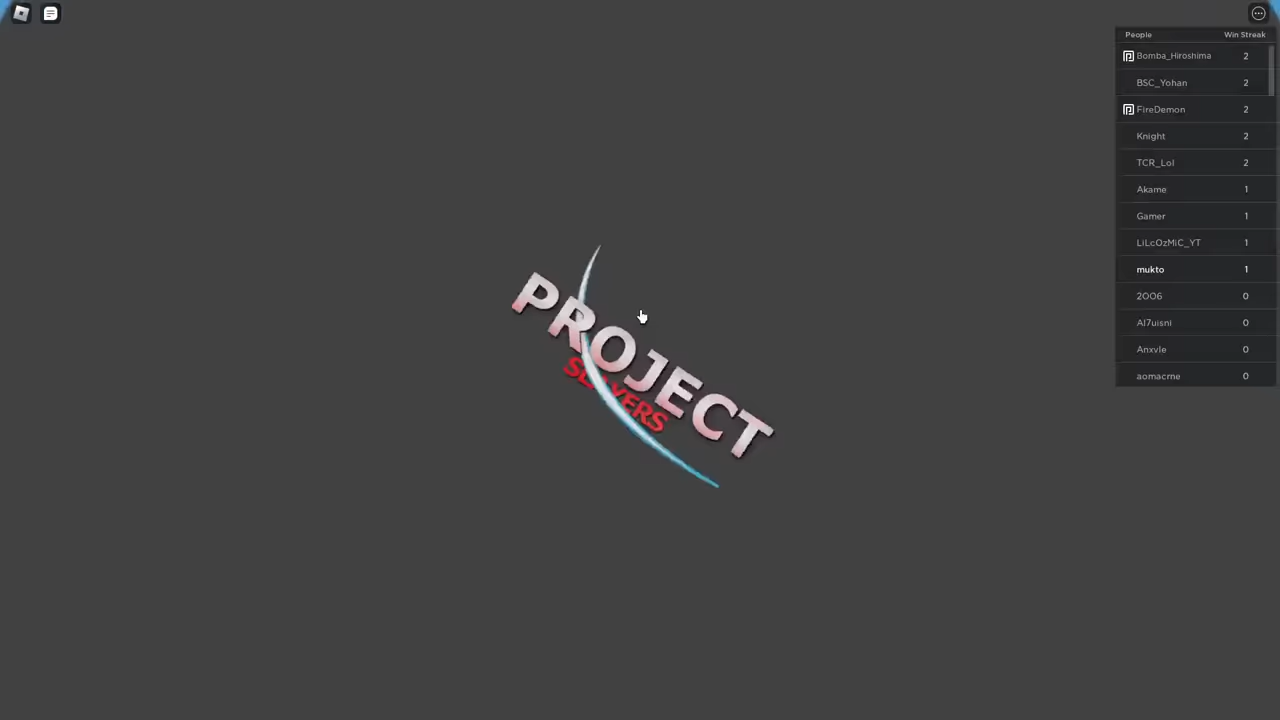 People Win Streak
Bomba_Hiroshima 2
BSC_Yohan 2
FireDemon 2
Knight 2
TCR_Lol 2
Akame 1
Gamer 1
LiLcOzMiC_YT 1
mukto 1
2OO6 0
Al7uisni 0
Anxvle 0
aomacrne 0
PROJECT
SLAYERS